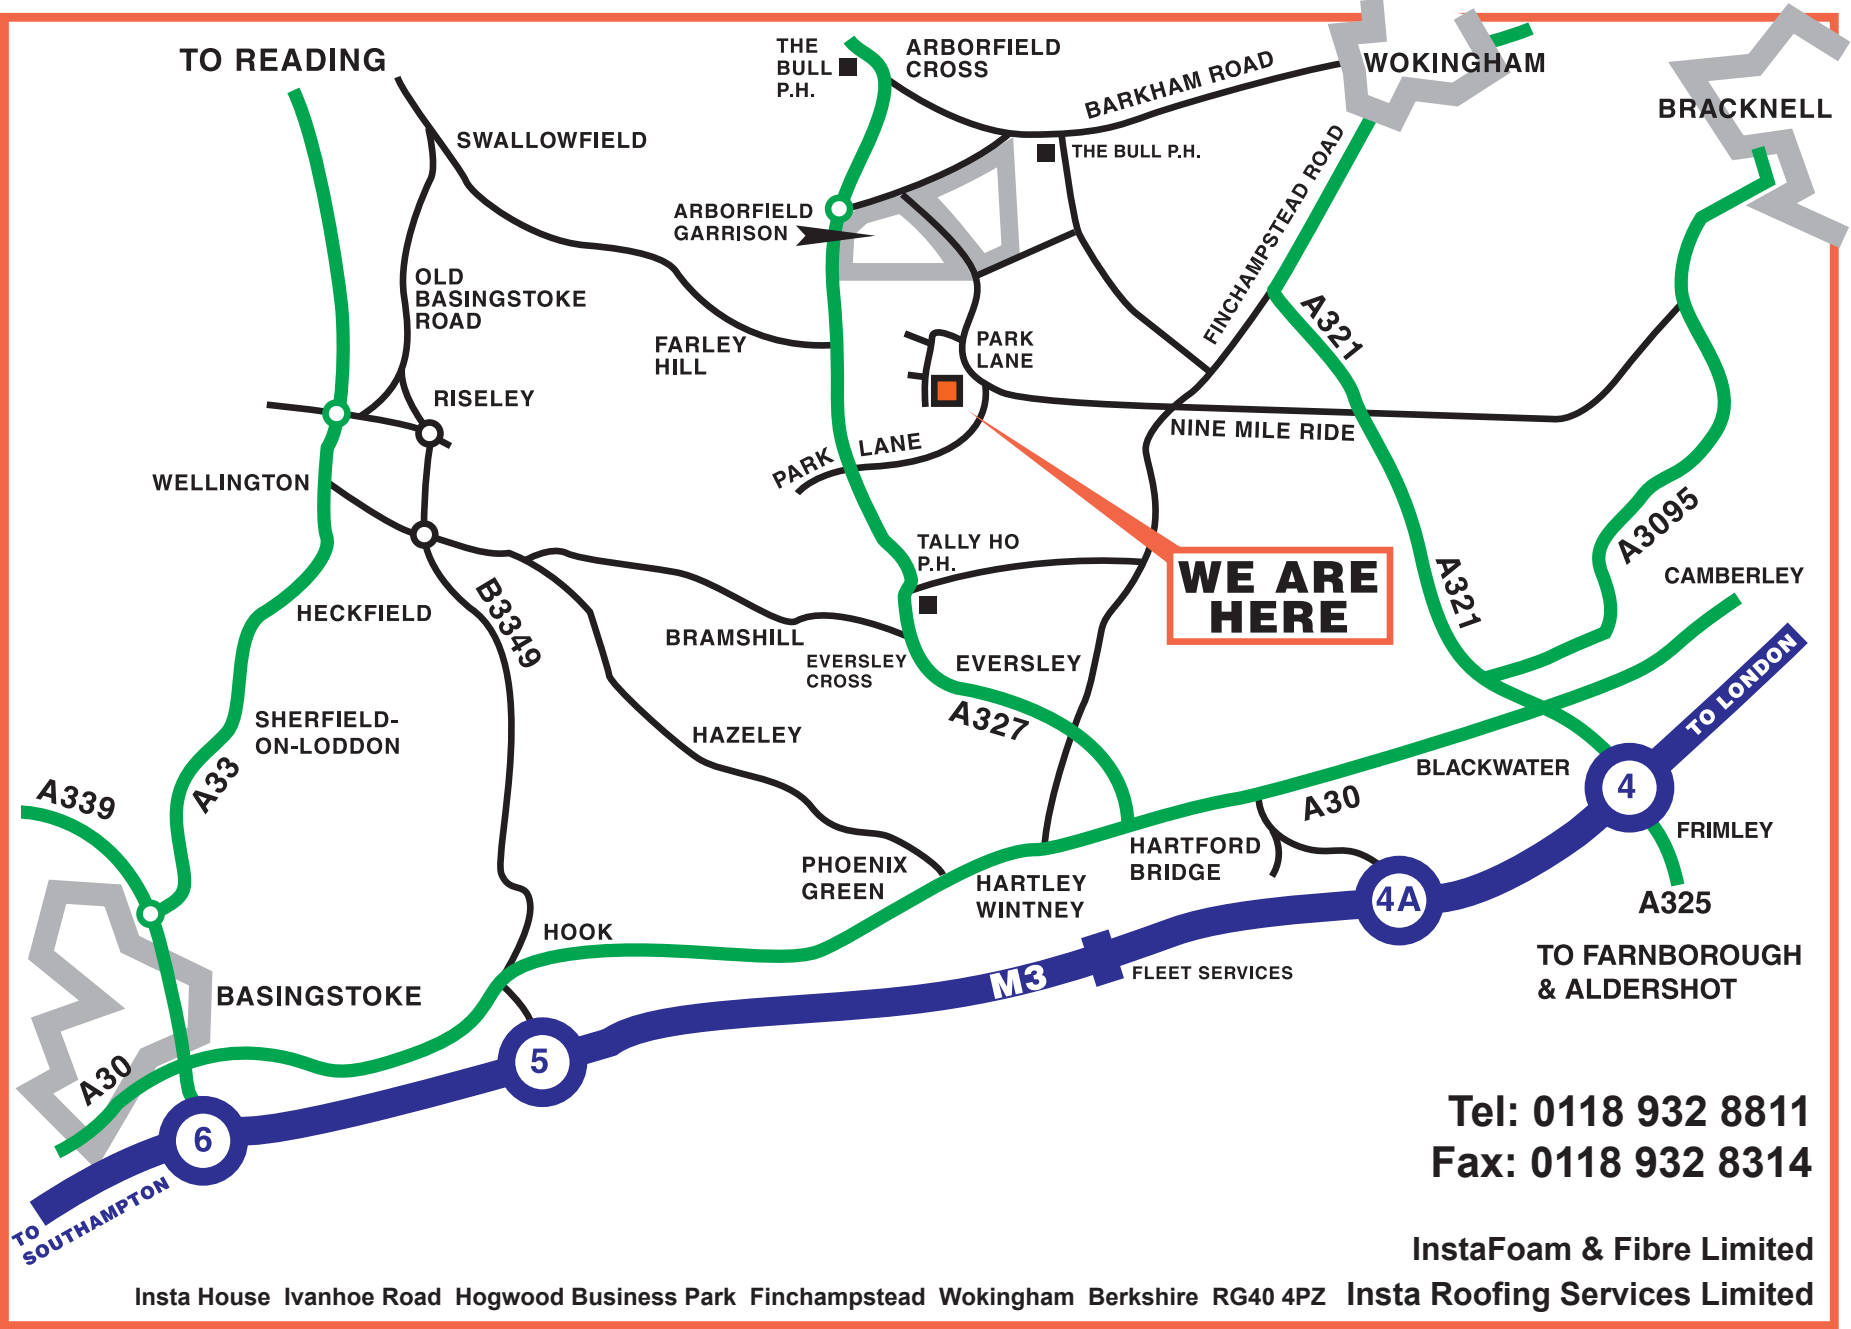 TO READING
THE
BULL
P.H.
ARBORFIELD
CROSS
BARKHAM ROAD
WOKINGHAM
BRACKNELL
SWALLOWFIELD
THE BULL P.H.
ARBORFIELD
GARRISON
FINCHAMPSTEAD ROAD
OLD
BASINGSTOKE
ROAD
A321
FARLEY
HILL
PARK
LANE
RISELEY
NINE MILE RIDE
PARK LANE
WELLINGTON
A3095
TALLY HO
P.H.
CAMBERLEY
WE ARE
HERE
A321
HECKFIELD
B3349
BRAMSHILL
EVERSLEY
CROSS
EVERSLEY
TO LONDON
A327
SHERFIELD-
ON-LODDON
HAZELEY
A33
A339
BLACKWATER
4
A30
FRIMLEY
HARTFORD
BRIDGE
PHOENIX
GREEN
HARTLEY
WINTNEY
4A
A325
HOOK
TO FARNBOROUGH
& ALDERSHOT
M3
FLEET SERVICES
BASINGSTOKE
5
A30
6
TO
SOUTHAMPTON
Tel: 0118 932 8811
Fax: 0118 932 8314
InstaFoam & Fibre Limited
Insta House Ivanhoe Road Hogwood Business Park Finchampstead Wokingham Berkshire RG40 4PZ Insta Roofing Services Limited